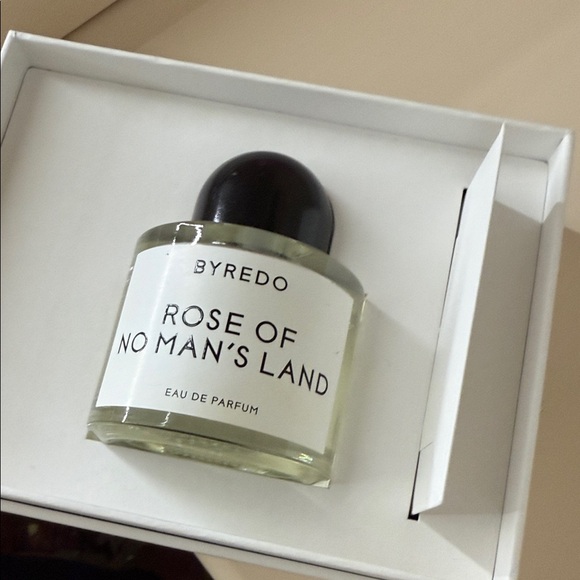 BYREDO
ROSE OF
NO MAN'S LAND
EAU DE PARFUM